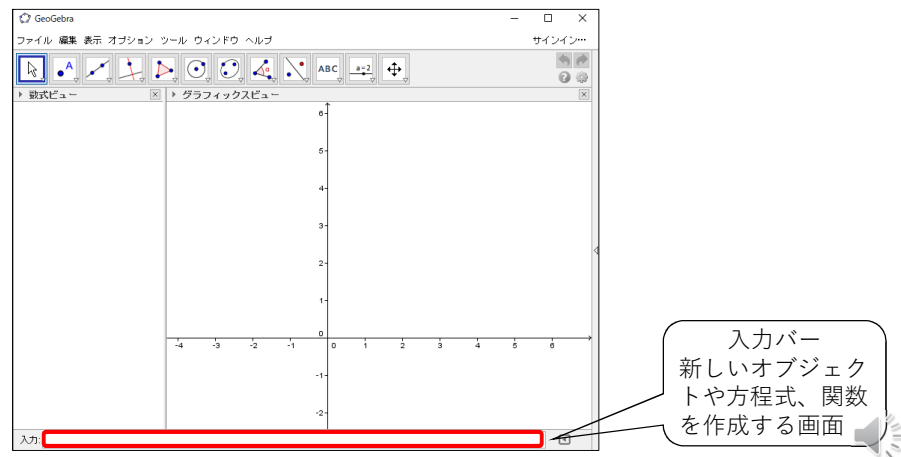 GeoGebra
ファイル 編集 表示 オプション ツール ウィンドウ ヘルプ サインイン…
A α ABC a=2
数式ビュー グラフィックスビュー
6
5
4
3
2
1
0
-4 -3 -2 -1 0 1 2 3 4 5 6
-1
-2
入力:
入力バー
新しいオブジェク
トや方程式、関数
を作成する画面